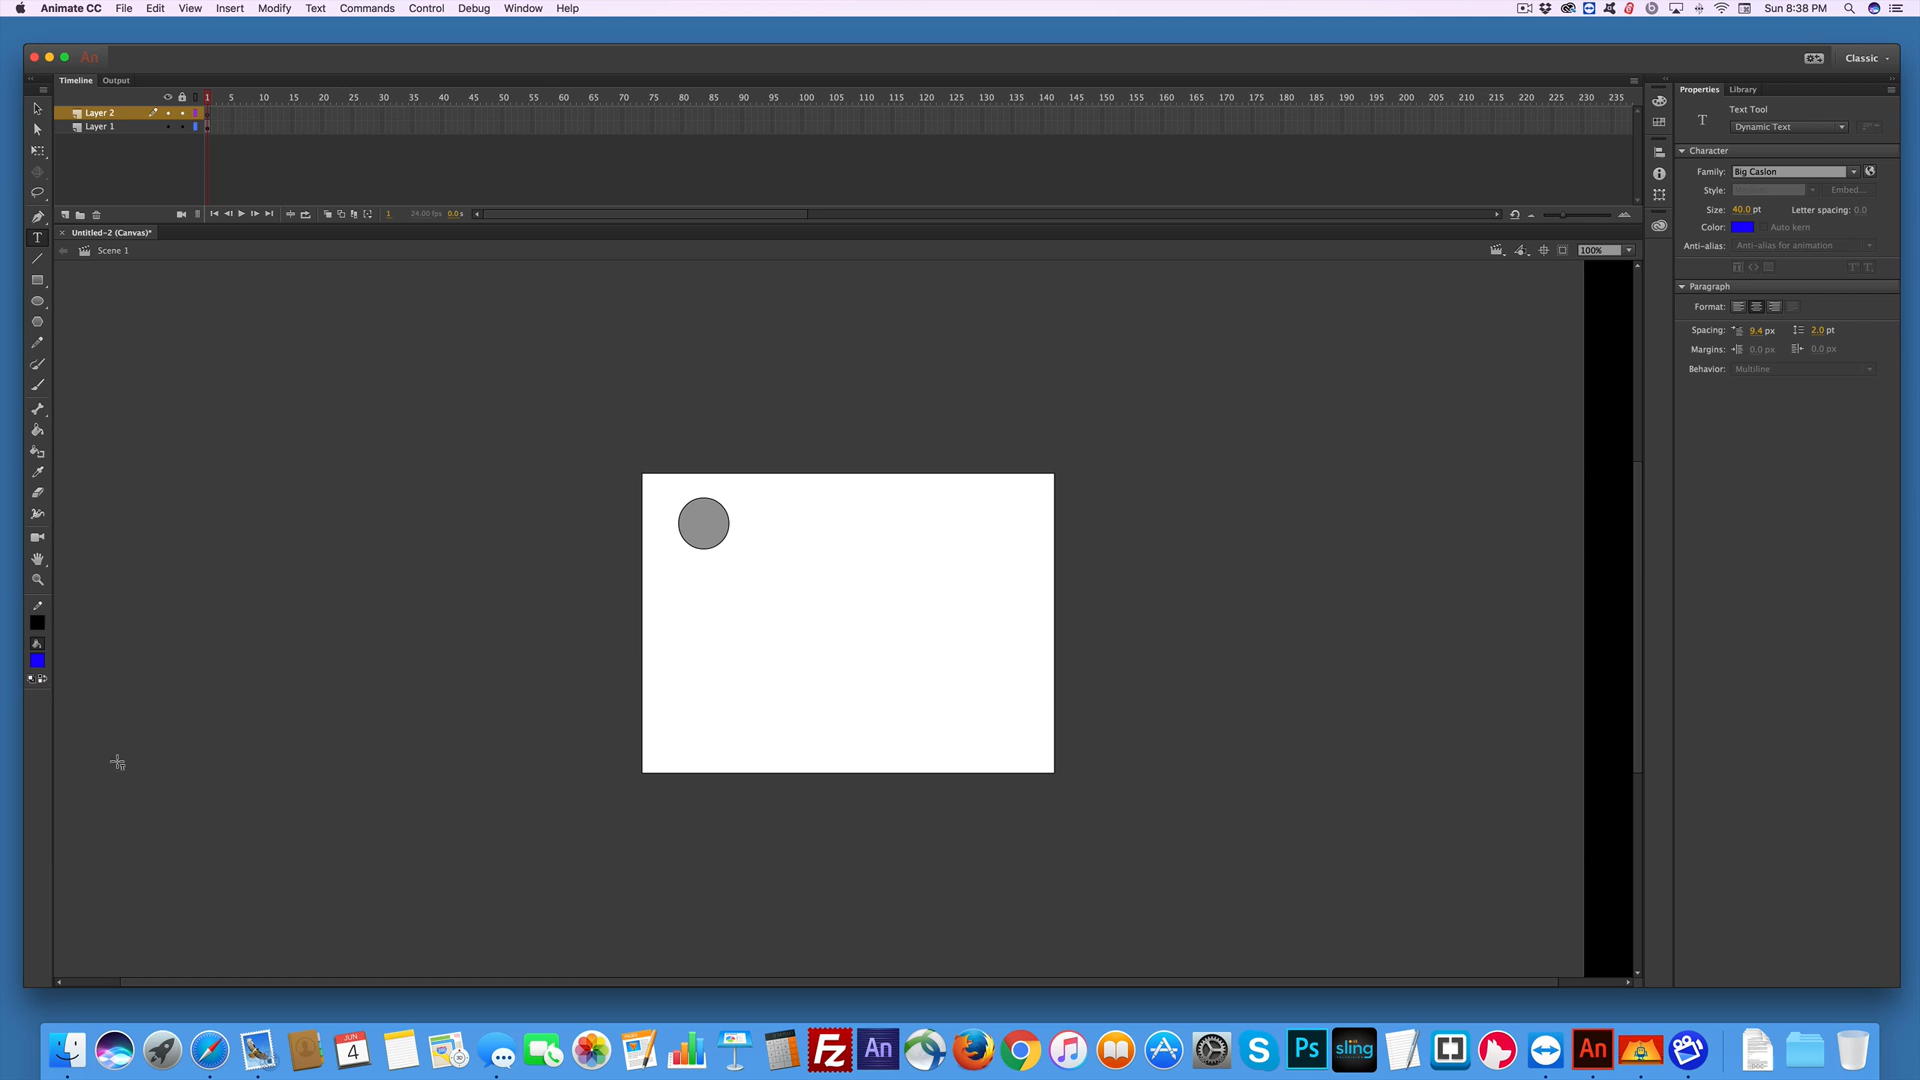 Animate CC File Edit View Insert Modify Text Commands Control Debug Window Help Sun 8:38 PM
An Classic
Timeline Output
1 5 10 15 20 25 30 35 40 45 50 55 60 65 70 75 80 85 90 95 100 105 110 115 120 125 130 135 140 145 150 155 160 165 170 175 180 185 190 195 200 205 210 215 220 225 230 235
Layer 2
Layer 1
1 24.00 fps 0.0 s
Untitled-2 (Canvas)*
Scene 1 100%
Properties Library
Text Tool
T Dynamic Text
Character
Family: Big Caslon
Style: Embed...
Size: 40.0 pt Letter spacing: 0.0
Color: Auto kern
Anti-alias: Anti-alias for animation
Paragraph
Format:
Spacing: 9.4 px 2.0 pt
Margins: 0.0 px 0.0 px
Behavior: Multiline
JUN
4
FZ An Ps sling An